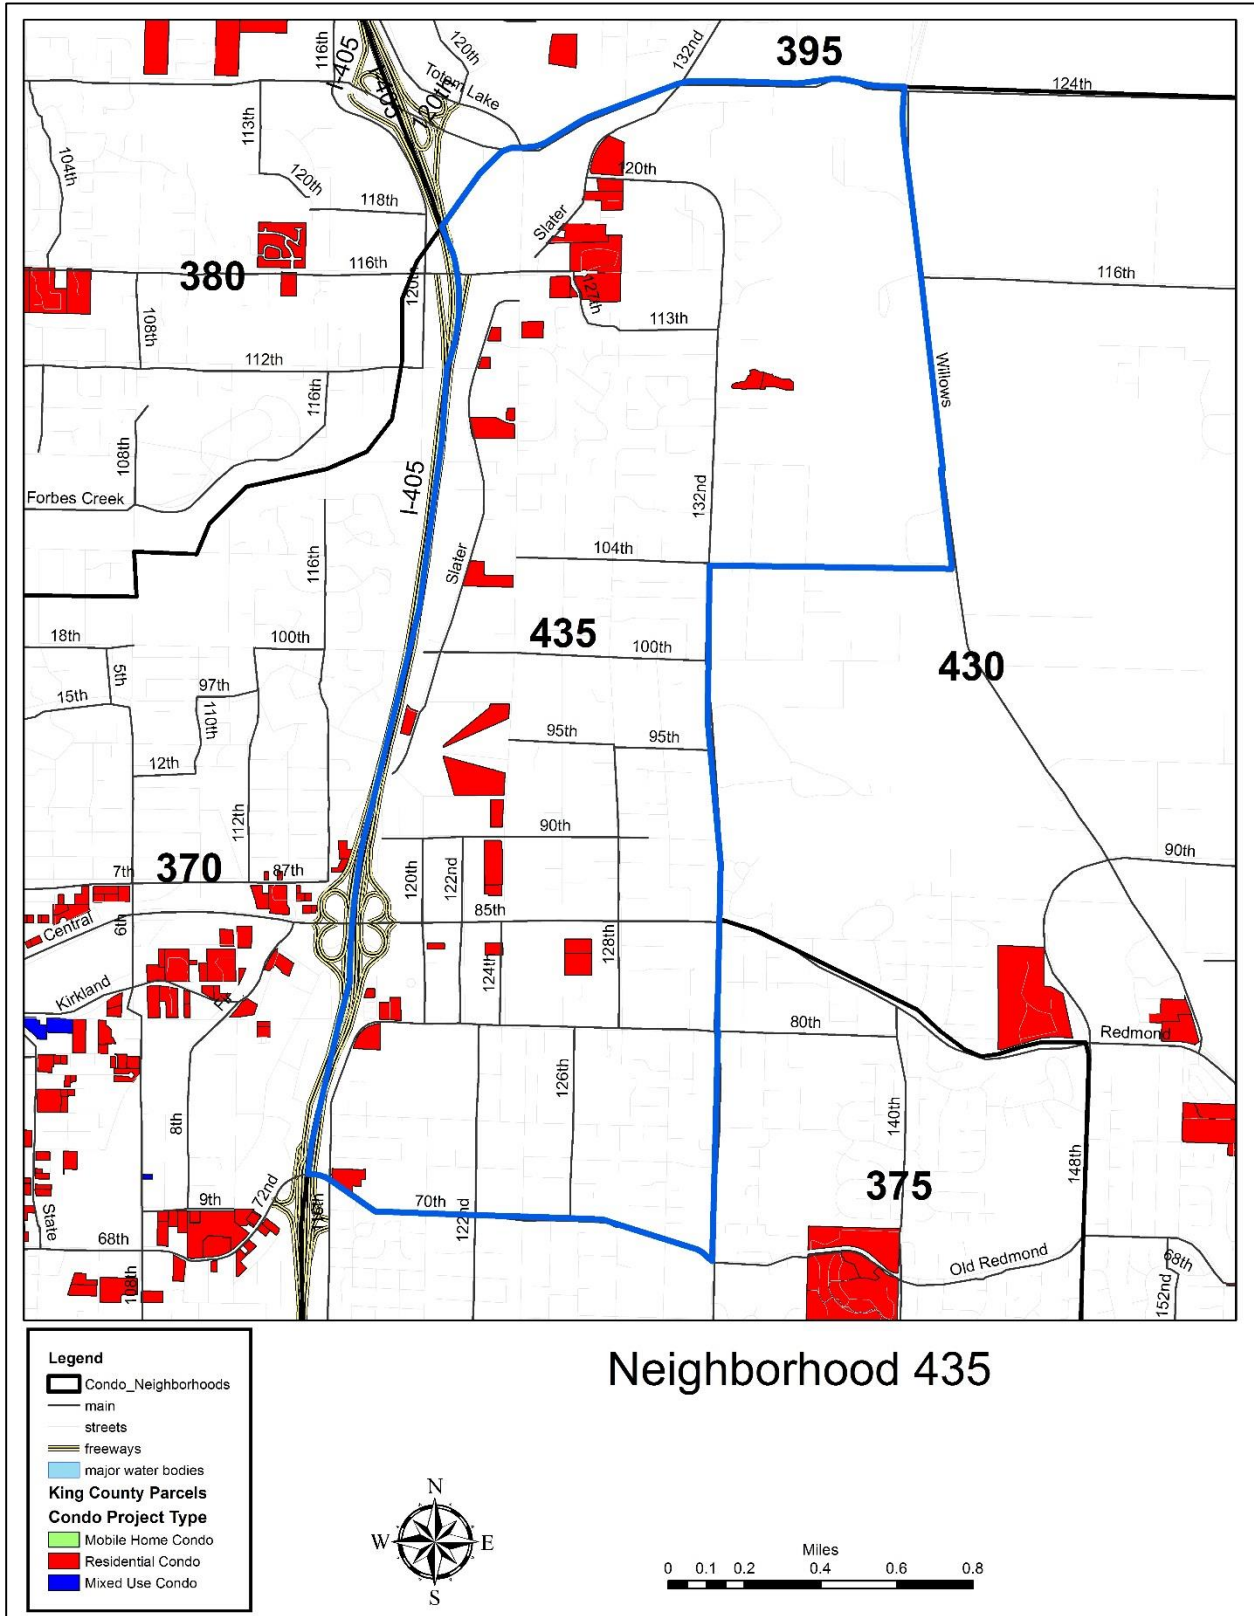 395
132nd
120th
116th
I-405
I-405
120th
Totem Lake
124th
113th
104th
120th
118th
120th
Slater
380
116th
120th
127th
116th
108th
113th
112th
116th
Willows
108th
I-405
Forbes Creek
132nd
116th
Slater
104th
435
430
18th
100th
100th
5th
97th
15th
110th
95th
95th
12th
112th
90th
90th
370
7th
87th
120th
122nd
85th
6th
Central
124th
128th
Kirkland
80th
Redmond
126th
8th
140th
148th
375
9th
72nd
70th
122nd
State
116th
68th
Old Redmond
68th
108th
152nd
Neighborhood 435
Legend
Condo_Neighborhoods
main
streets
freeways
major water bodies
King County Parcels
Condo Project Type
Mobile Home Condo
Residential Condo
Mixed Use Condo
N
W E
S
Miles
0 0.1 0.2 0.4 0.6 0.8